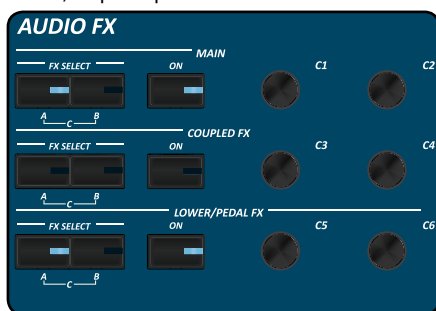 AUDIO FX
MAIN
FX SELECT ON C1 C2
A C B
COUPLED FX
FX SELECT ON C3 C4
A C B
LOWER/PEDAL FX
FX SELECT ON C5 C6
A C B